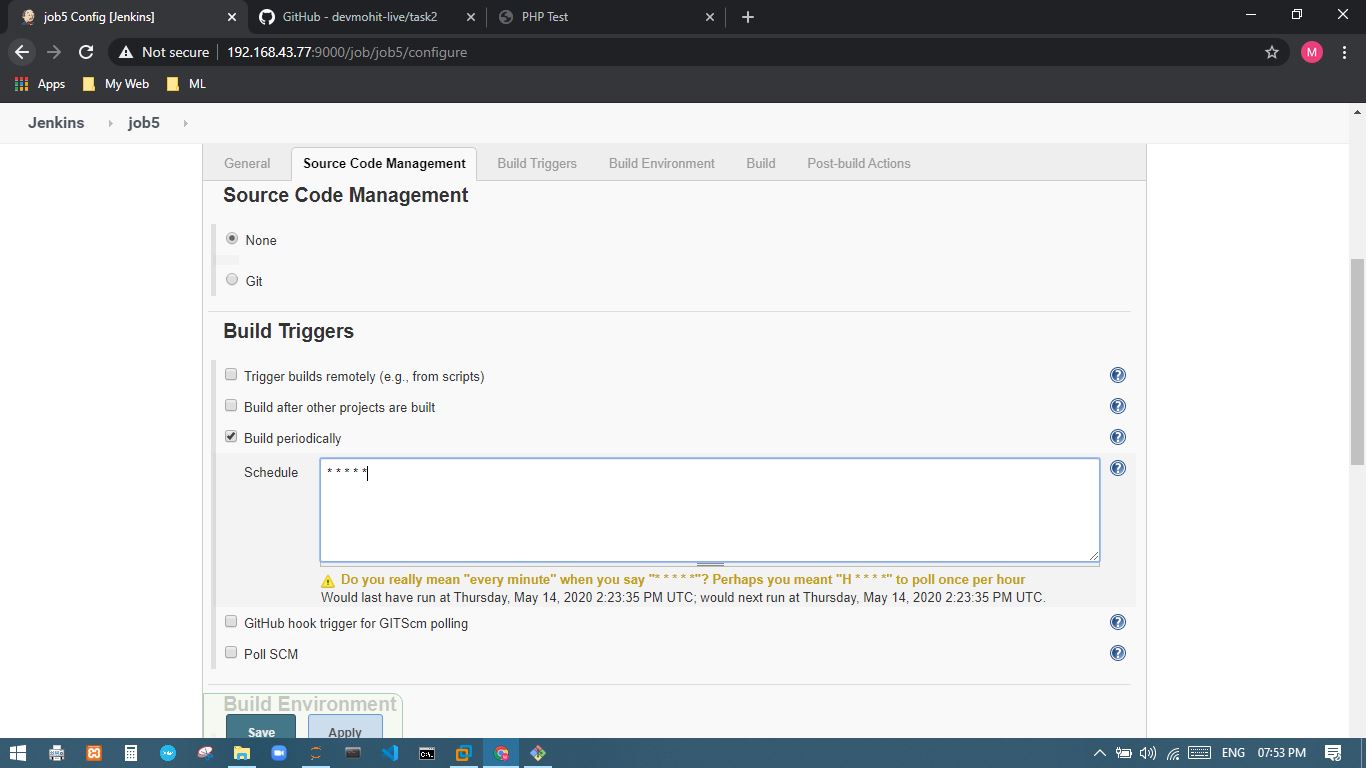 job5 Config [Jenkins]
GitHub - devmohit-live/task2
PHP Test
Not secure
192.168.43.77:9000/job/job5/configure
M
Apps
My Web
ML
Jenkins
job5
General
Source Code Management
Build Triggers
Build Environment
Build
Post-build Actions
Source Code Management
None
Git
Build Triggers
Trigger builds remotely (e.g., from scripts)
Build after other projects are built
Build periodically
Schedule
* * * * *
Do you really mean "every minute" when you say "* * * * *"? Perhaps you meant "H * * * *" to poll once per hour
Would last have run at Thursday, May 14, 2020 2:23:35 PM UTC; would next run at Thursday, May 14, 2020 2:23:35 PM UTC.
GitHub hook trigger for GITScm polling
Poll SCM
Build Environment
Save
Apply
ENG
07:53 PM